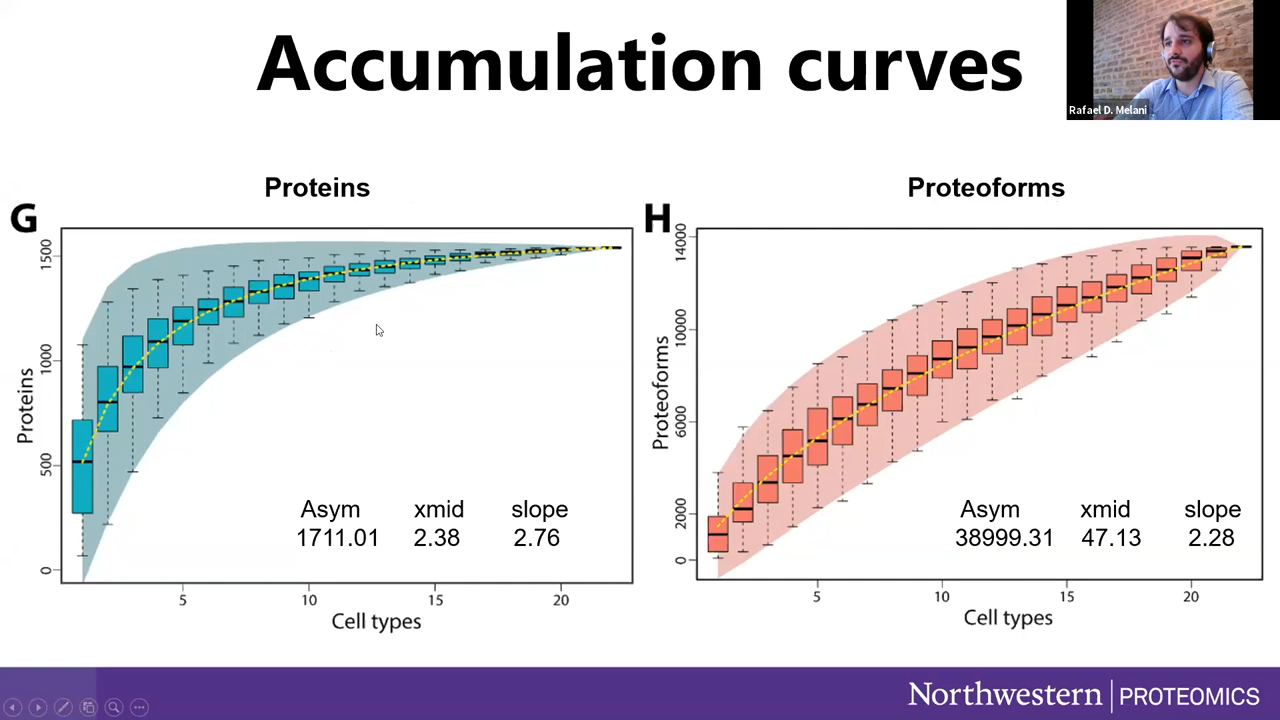 Accumulation curves
Rafael D. Melani
Proteins
Proteoforms
G
H
Proteins
0
500
1000
1500
5
10
15
20
Cell types
Asym xmid slope
1711.01 2.38 2.76
Proteoforms
0
2000
6000
10000
14000
5
10
15
20
Cell types
Asym xmid slope
38999.31 47.13 2.28
Northwestern | PROTEOMICS